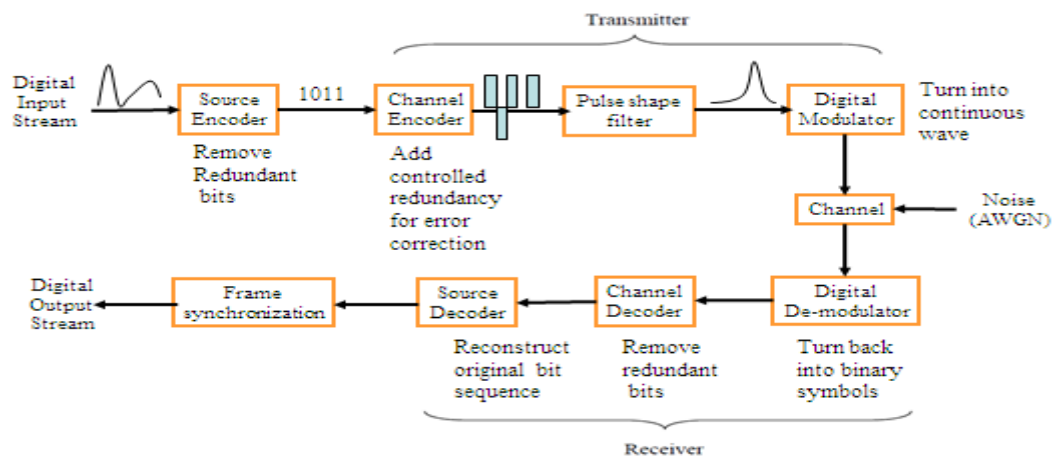 Transmitter
Digital
Input
Stream
Source
Encoder
Remove
Redundant
bits
1011
Channel
Encoder
Add
controlled
redundancy
for error
correction
Pulse shape
filter
Digital
Modulator
Turn into
continuous
wave
Channel
Noise
(AWGN)
Digital
Output
Stream
Frame
synchronization
Source
Decoder
Reconstruct
original bit
sequence
Channel
Decoder
Remove
redundant
bits
Digital
De-modulator
Turn back
into binary
symbols
Receiver